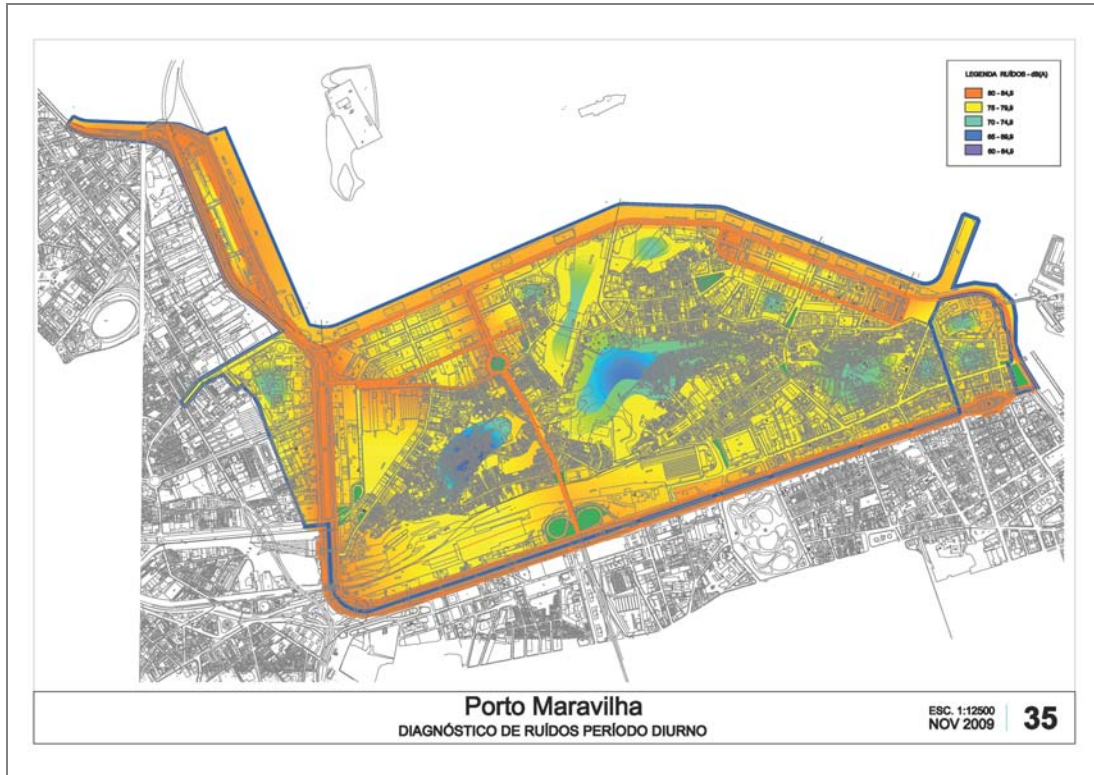 LEGENDA RUÍDOS - dB(A)
80 - 84,9
75 - 79,9
70 - 74,9
65 - 69,9
60 - 64,9
Porto Maravilha
DIAGNÓSTICO DE RUÍDOS PERÍODO DIURNO
ESC. 1:12500
NOV 2009
35